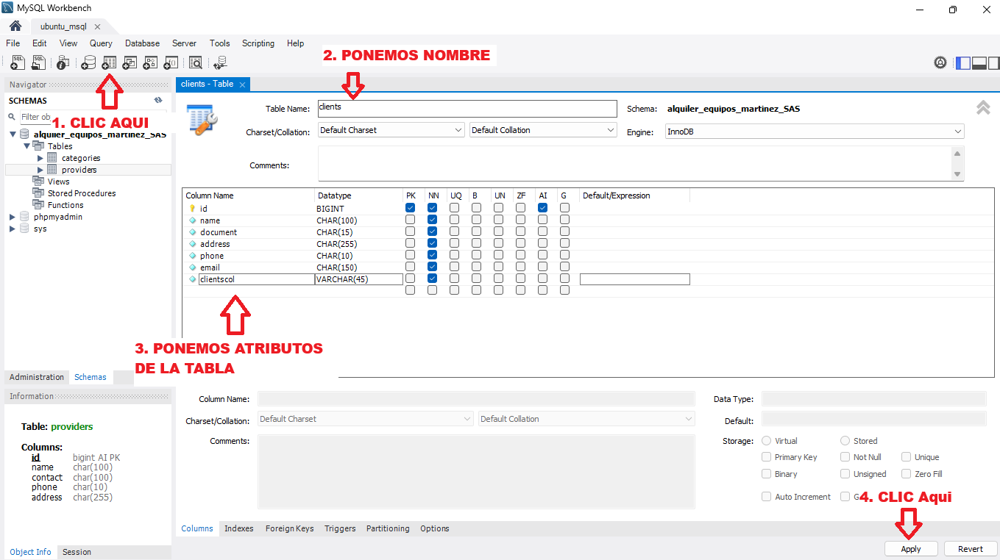 MySQL Workbench
ubuntu_msql
File Edit View Query Database Server Tools Scripting Help
2. PONEMOS NOMBRE
Navigator
SCHEMAS
Filter ob
1. CLIC AQUI
alquiler_equipos_martinez_SAS
Tables
categories
providers
Views
Stored Procedures
Functions
phpmyadmin
sys
clients - Table
Table Name: clients Schema: alquiler_equipos_martinez_SAS
Charset/Collation: Default Charset Default Collation Engine: InnoDB
Comments:
Column Name Datatype PK NN UQ B UN ZF AI G Default/Expression
id BIGINT
name CHAR(100)
document CHAR(15)
address CHAR(255)
phone CHAR(10)
email CHAR(150)
clientscol VARCHAR(45)
3. PONEMOS ATRIBUTOS
DE LA TABLA
Administration Schemas
Information
Table: providers
Columns:
id bigint AI PK
name char(100)
contact char(100)
phone char(10)
address char(255)
Object Info Session
Column Name: Data Type:
Charset/Collation: Default Charset Default Collation Default:
Comments: Storage: Virtual Stored
Primary Key Not Null Unique
Binary Unsigned Zero Fill
Auto Increment G
4. CLIC Aqui
Columns Indexes Foreign Keys Triggers Partitioning Options
Apply Revert